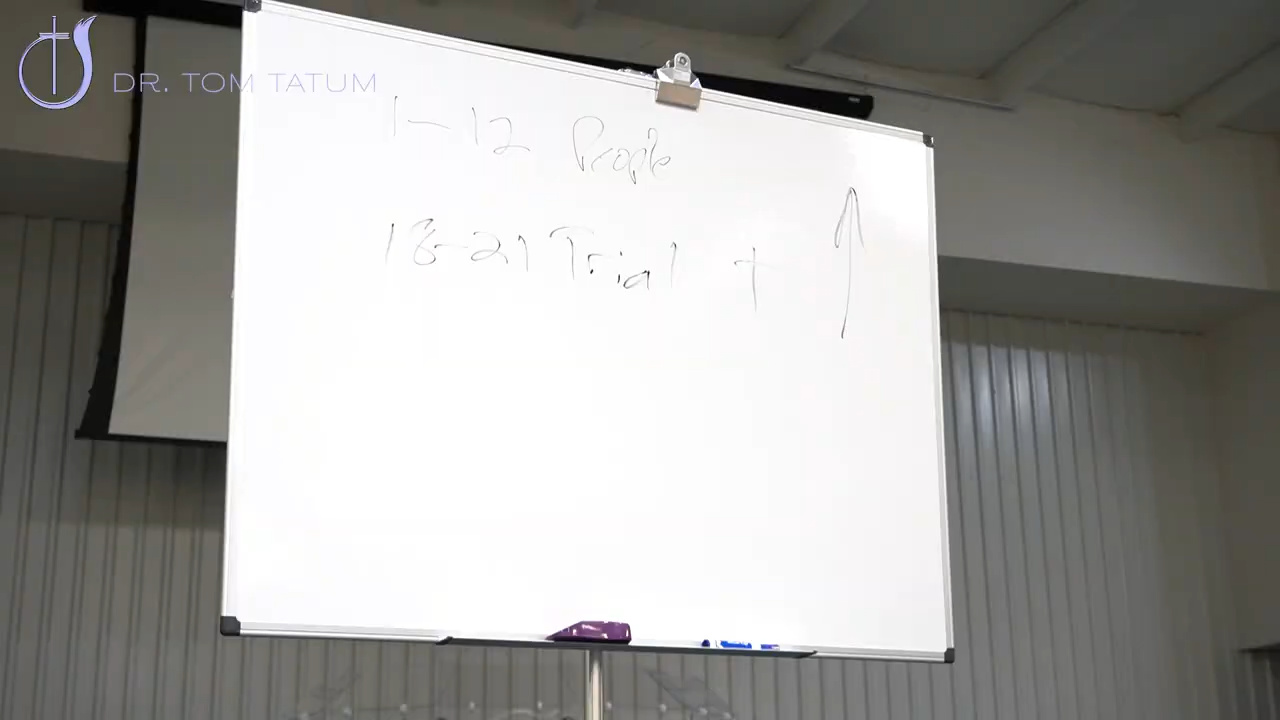 DR. TOM TATUM
1-12 People
18-21 Trial + ↑